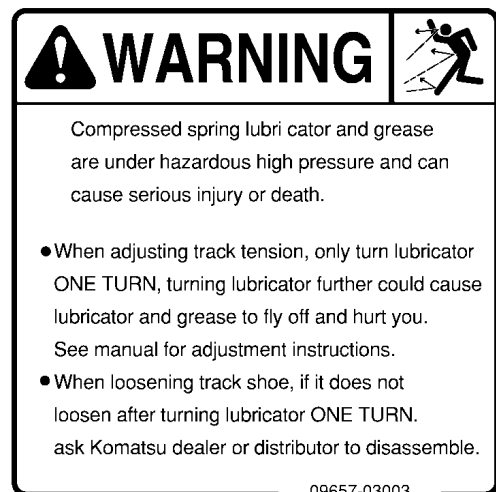 WARNING
Compressed spring lubri cator and grease
are under hazardous high pressure and can
cause serious injury or death.
●When adjusting track tension, only turn lubricator
ONE TURN, turning lubricator further could cause
lubricator and grease to fly off and hurt you.
See manual for adjustment instructions.
●When loosening track shoe, if it does not
loosen after turning lubricator ONE TURN.
ask Komatsu dealer or distributor to disassemble.
09657-03003